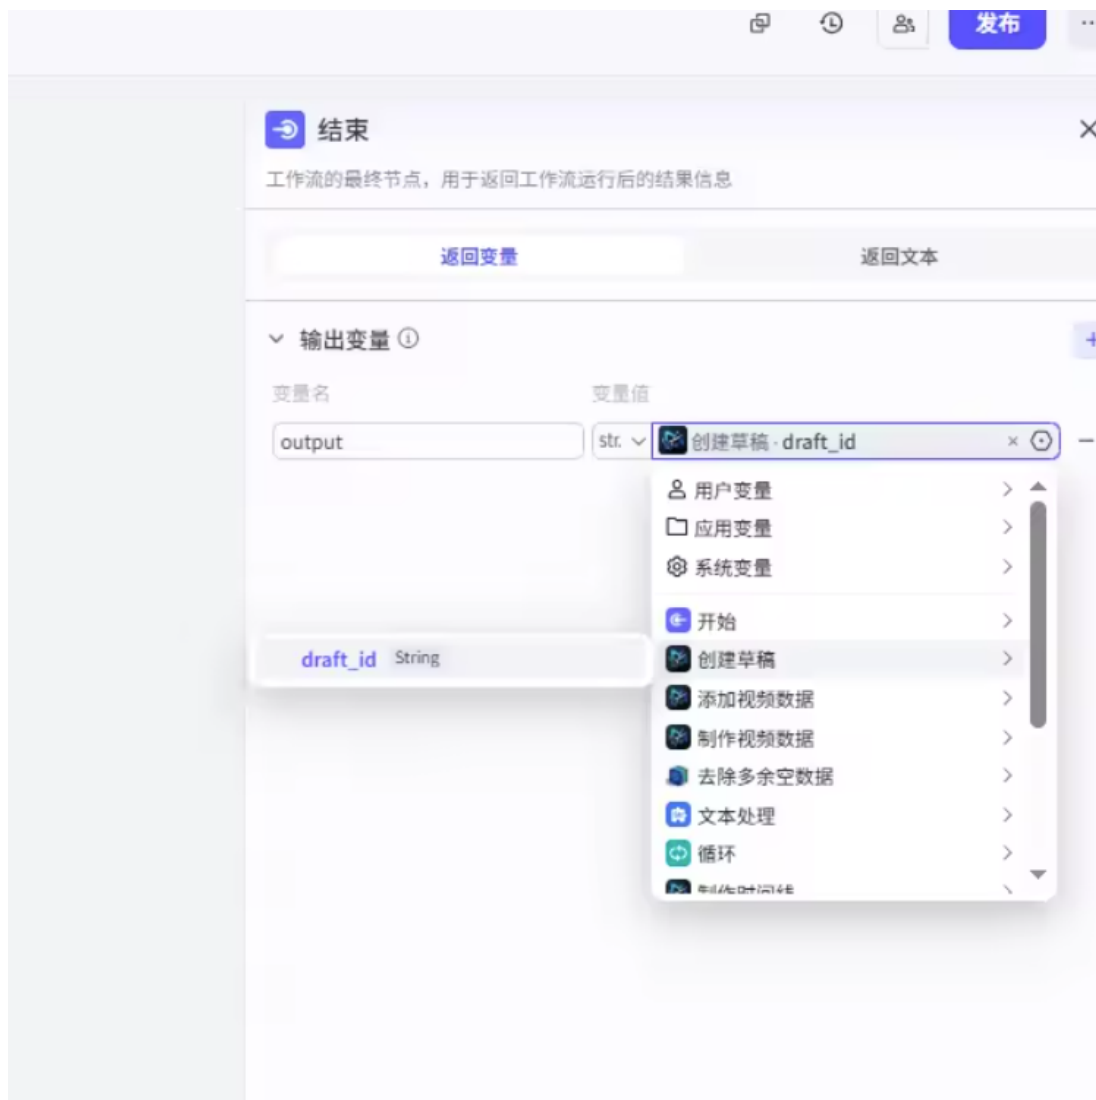 发布
结束
工作流的最终节点，用于返回工作流运行后的结果信息
返回变量 返回文本
输出变量
变量名 变量值
output str. 创建草稿 · draft_id
用户变量
应用变量
系统变量
开始
draft_id String 创建草稿
添加视频数据
制作视频数据
去除多余空数据
文本处理
循环
制作时间线